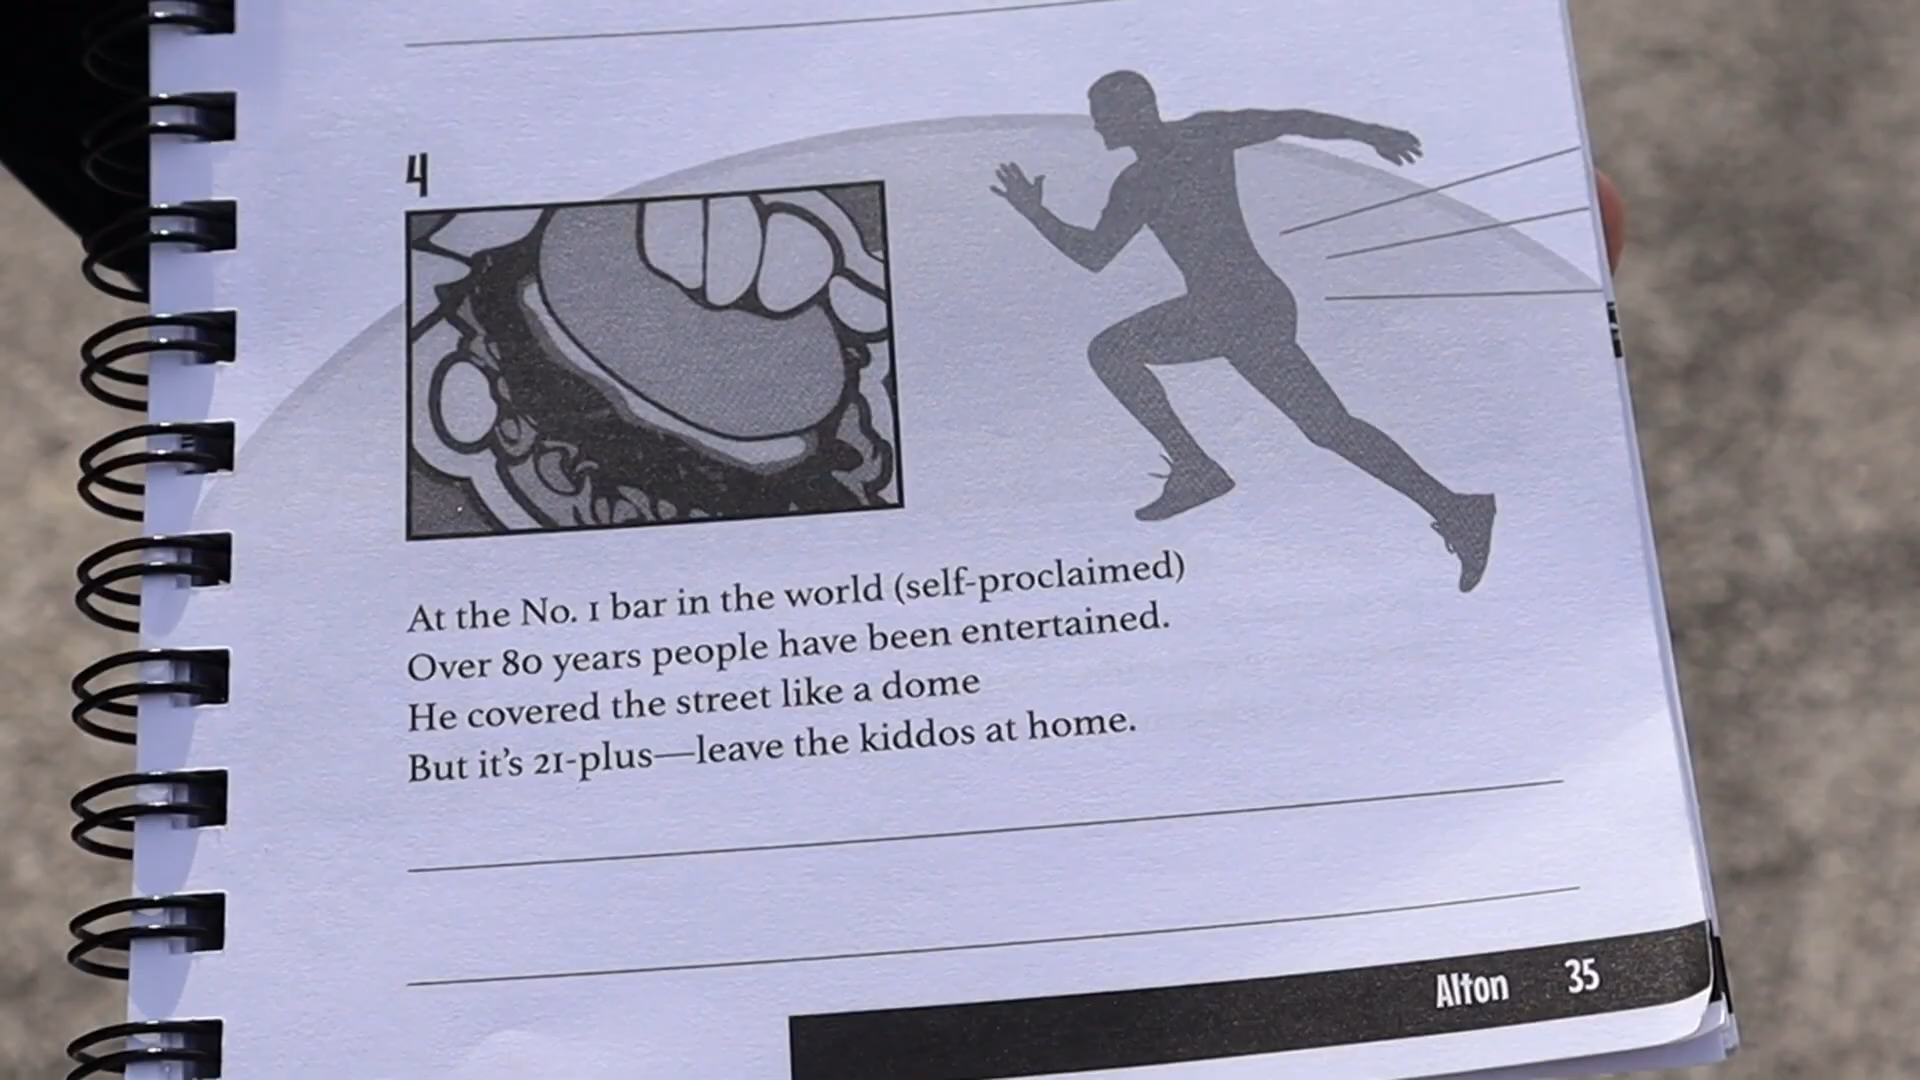 4
At the No. 1 bar in the world (self-proclaimed)
Over 80 years people have been entertained.
He covered the street like a dome
But it's 21-plus—leave the kiddos at home.
Alton 35